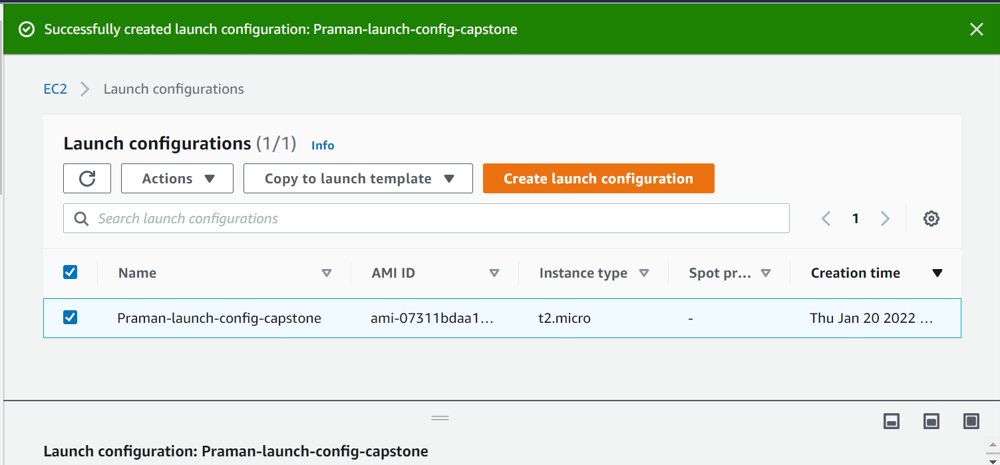 Successfully created launch configuration: Praman-launch-config-capstone
EC2 Launch configurations
Launch configurations (1/1) Info
Actions Copy to launch template Create launch configuration
Search launch configurations 1
Name AMI ID Instance type Spot pr... Creation time
Praman-launch-config-capstone ami-07311bdaa1... t2.micro - Thu Jan 20 2022 ...
Launch configuration: Praman-launch-config-capstone